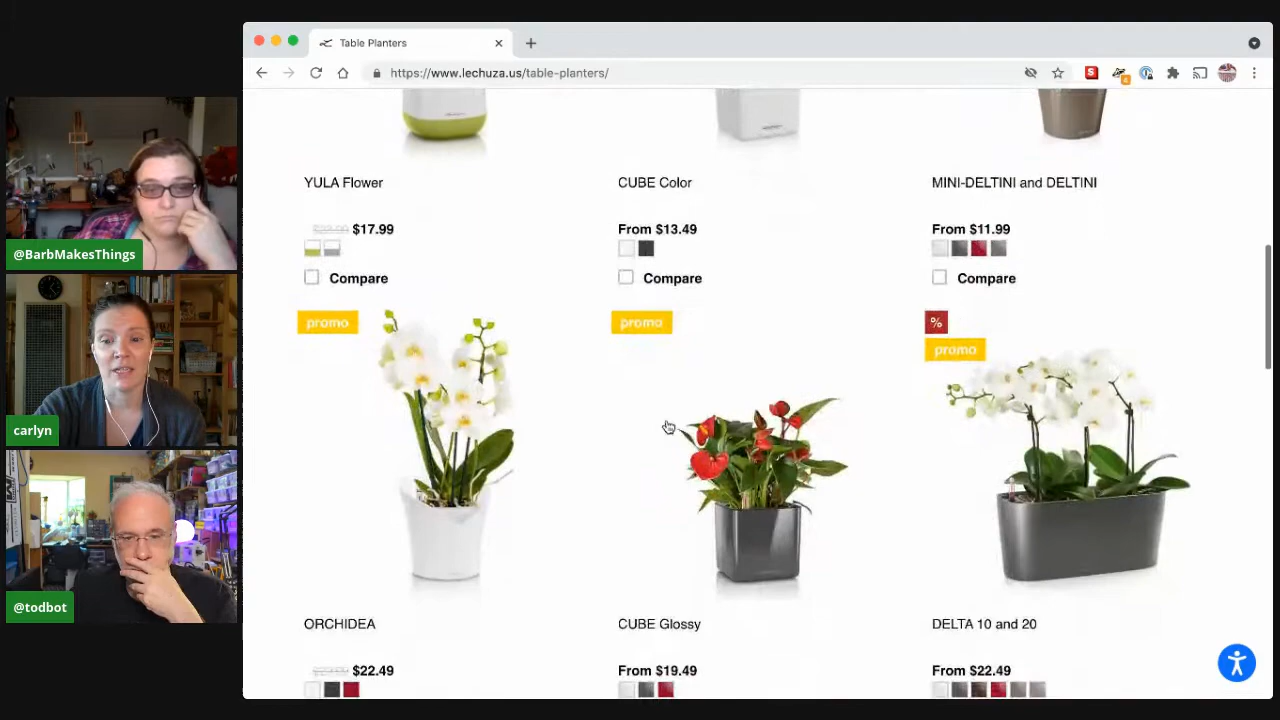 Table Planters
https://www.lechuza.us/table-planters/
YULA Flower
$17.99
Compare
CUBE Color
From $13.49
Compare
MINI-DELTINI and DELTINI
From $11.99
Compare
promo
promo
%
promo
ORCHIDEA
$22.49
CUBE Glossy
From $19.49
DELTA 10 and 20
From $22.49
@BarbMakesThings
carlyn
@todbot